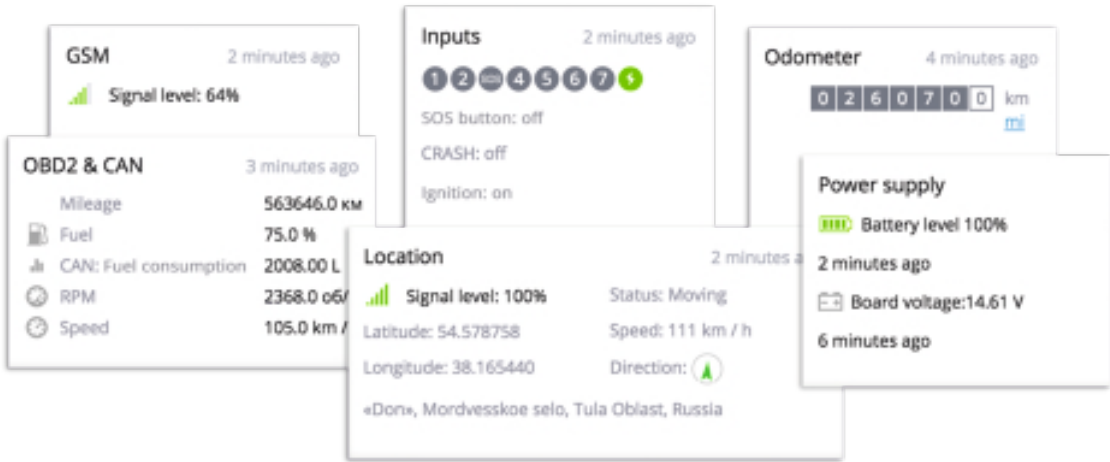 GSM 2 minutes ago
Signal level: 64%
OBD2 & CAN 3 minutes ago
Mileage 563646.0 км
Fuel 75.0 %
CAN: Fuel consumption 2008.00 L
RPM 2368.0 об/
Speed 105.0 km /
Inputs 2 minutes ago
1 2 SOS 4 5 6 7
SOS button: off
CRASH: off
Ignition: on
Location 2 minutes a
Signal level: 100% Status: Moving
Latitude: 54.578758 Speed: 111 km / h
Longitude: 38.165440 Direction:
«Don», Mordvesskoe selo, Tula Oblast, Russia
Odometer 4 minutes ago
0 2 6 0 7 0 0 km
mi
Power supply
Battery level 100%
2 minutes ago
Board voltage:14.61 V
6 minutes ago